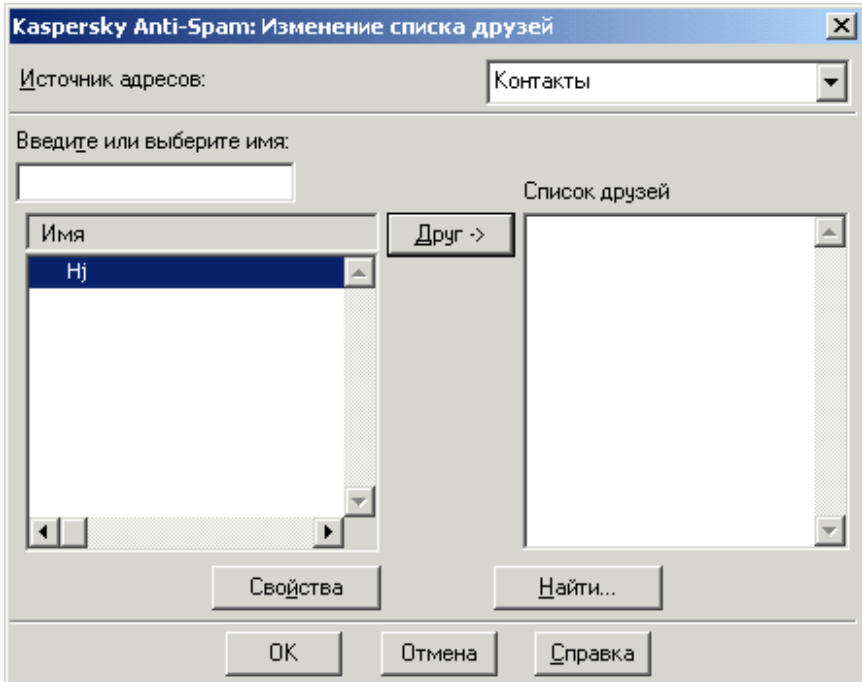 Kaspersky Anti-Spam: Изменение списка друзей
Источник адресов:
Контакты
Введите или выберите имя:
Список друзей
Имя
Друг ->
Hj
Свойства
Найти...
OK
Отмена
Справка